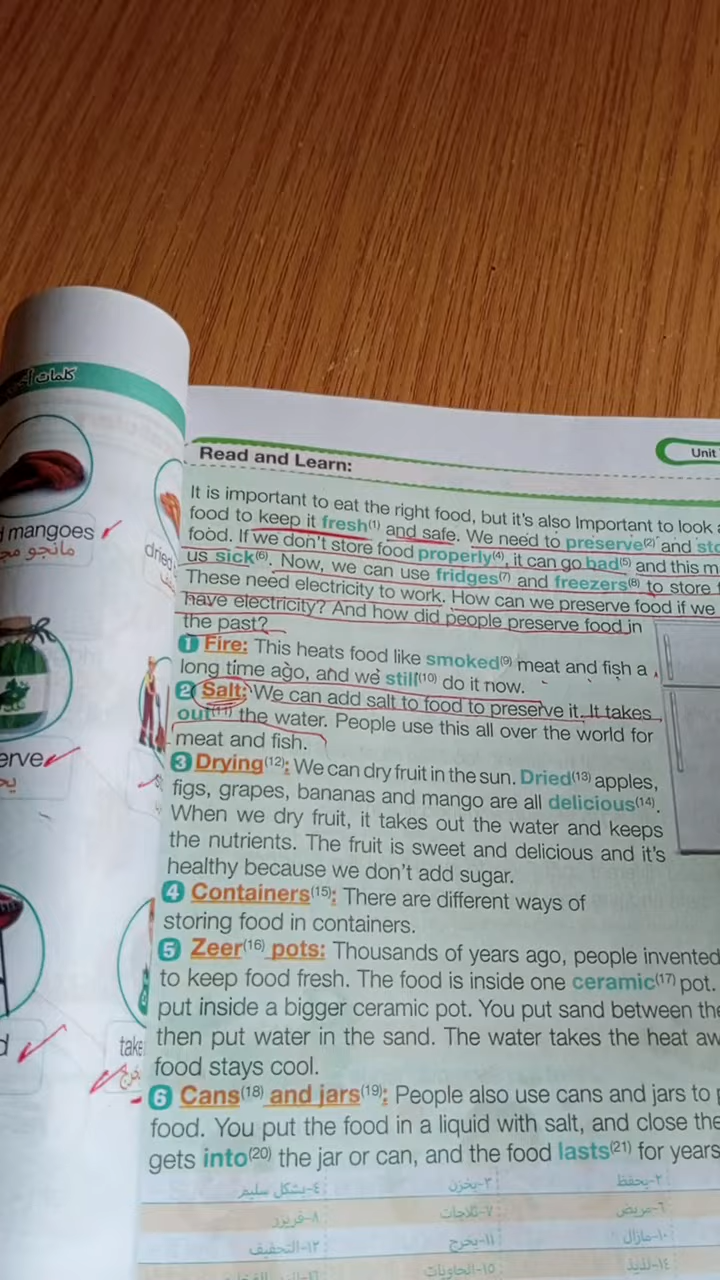 كلمات
mangoes
مانجو
dried
erve
take
Unit
Read and Learn:
It is important to eat the right food, but it's also Important to look
food to keep it fresh(1) and safe. We need to preserve(2) and
food. If we don't store food properly(4), it can go bad(5) and this
us sick(6). Now, we can use fridges(7) and freezers(8) to store
These need electricity to work. How can we preserve food if we
have electricity? And how did people preserve food in
the past?
1 Fire: This heats food like smoked(9) meat and fish a
long time ago, and we still(10) do it now.
2 Salt: We can add salt to food to preserve it. It takes
out(11) the water. People use this all over the world for
meat and fish.
3 Drying(12): We can dry fruit in the sun. Dried(13) apples,
figs, grapes, bananas and mango are all delicious(14).
When we dry fruit, it takes out the water and keeps
the nutrients. The fruit is sweet and delicious and it's
healthy because we don't add sugar.
4 Containers(15): There are different ways of
storing food in containers.
5 Zeer(16) pots: Thousands of years ago, people invented
to keep food fresh. The food is inside one ceramic(17) pot.
put inside a bigger ceramic pot. You put sand between
then put water in the sand. The water takes the heat
food stays cool.
6 Cans(18) and jars(19): People also use cans and jars to
food. You put the food in a liquid with salt, and close the
gets into(20) the jar or can, and the food lasts(21) for years
٢-يحفظ ٣-يخزن ٤-بشكل سليم
٦-مريض ٧-ثلاجات ٨-فريزر
١٠-مازال ١١-يخرج ١٢-التجفيف
١٤-لذيذ ١٥-الحاويات